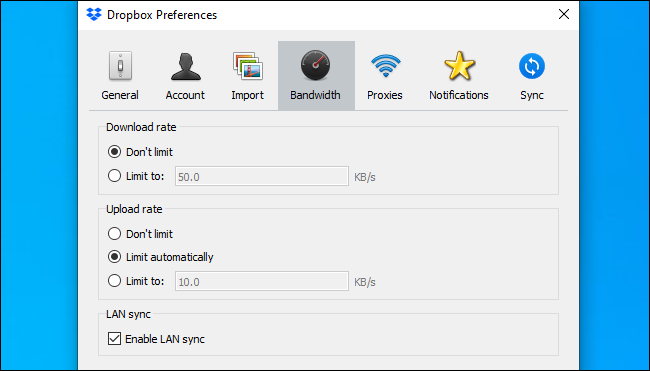 Dropbox Preferences
General Account Import Bandwidth Proxies Notifications Sync
Download rate
Don't limit
Limit to: 50.0 KB/s
Upload rate
Don't limit
Limit automatically
Limit to: 10.0 KB/s
LAN sync
Enable LAN sync